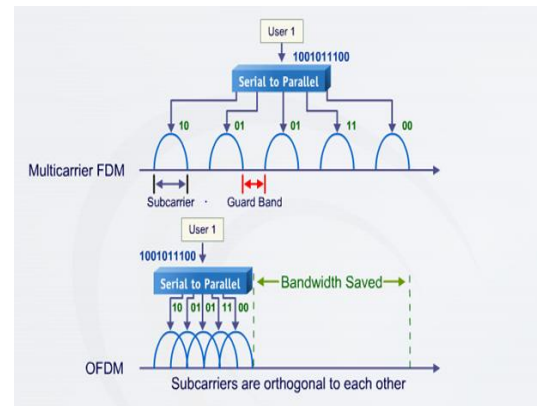 User 1
1001011100
Serial to Parallel
10 01 01 11 00
Multicarrier FDM
Subcarrier Guard Band
User 1
1001011100
Serial to Parallel
Bandwidth Saved
10 01 01 11 00
OFDM
Subcarriers are orthogonal to each other